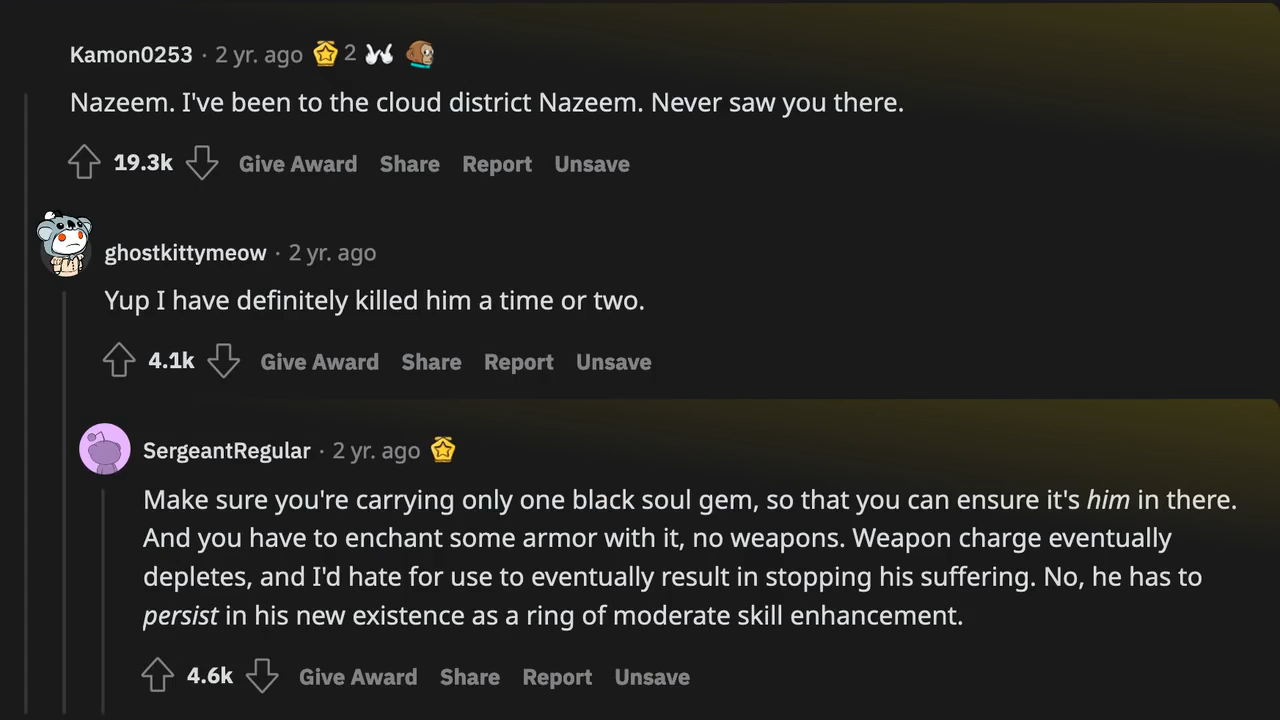 Kamon0253 · 2 yr. ago 2
Nazeem. I've been to the cloud district Nazeem. Never saw you there.
19.3k Give Award Share Report Unsave
ghostkittymeow · 2 yr. ago
Yup I have definitely killed him a time or two.
4.1k Give Award Share Report Unsave
SergeantRegular · 2 yr. ago
Make sure you're carrying only one black soul gem, so that you can ensure it's him in there.
And you have to enchant some armor with it, no weapons. Weapon charge eventually
depletes, and I'd hate for use to eventually result in stopping his suffering. No, he has to
persist in his new existence as a ring of moderate skill enhancement.
4.6k Give Award Share Report Unsave